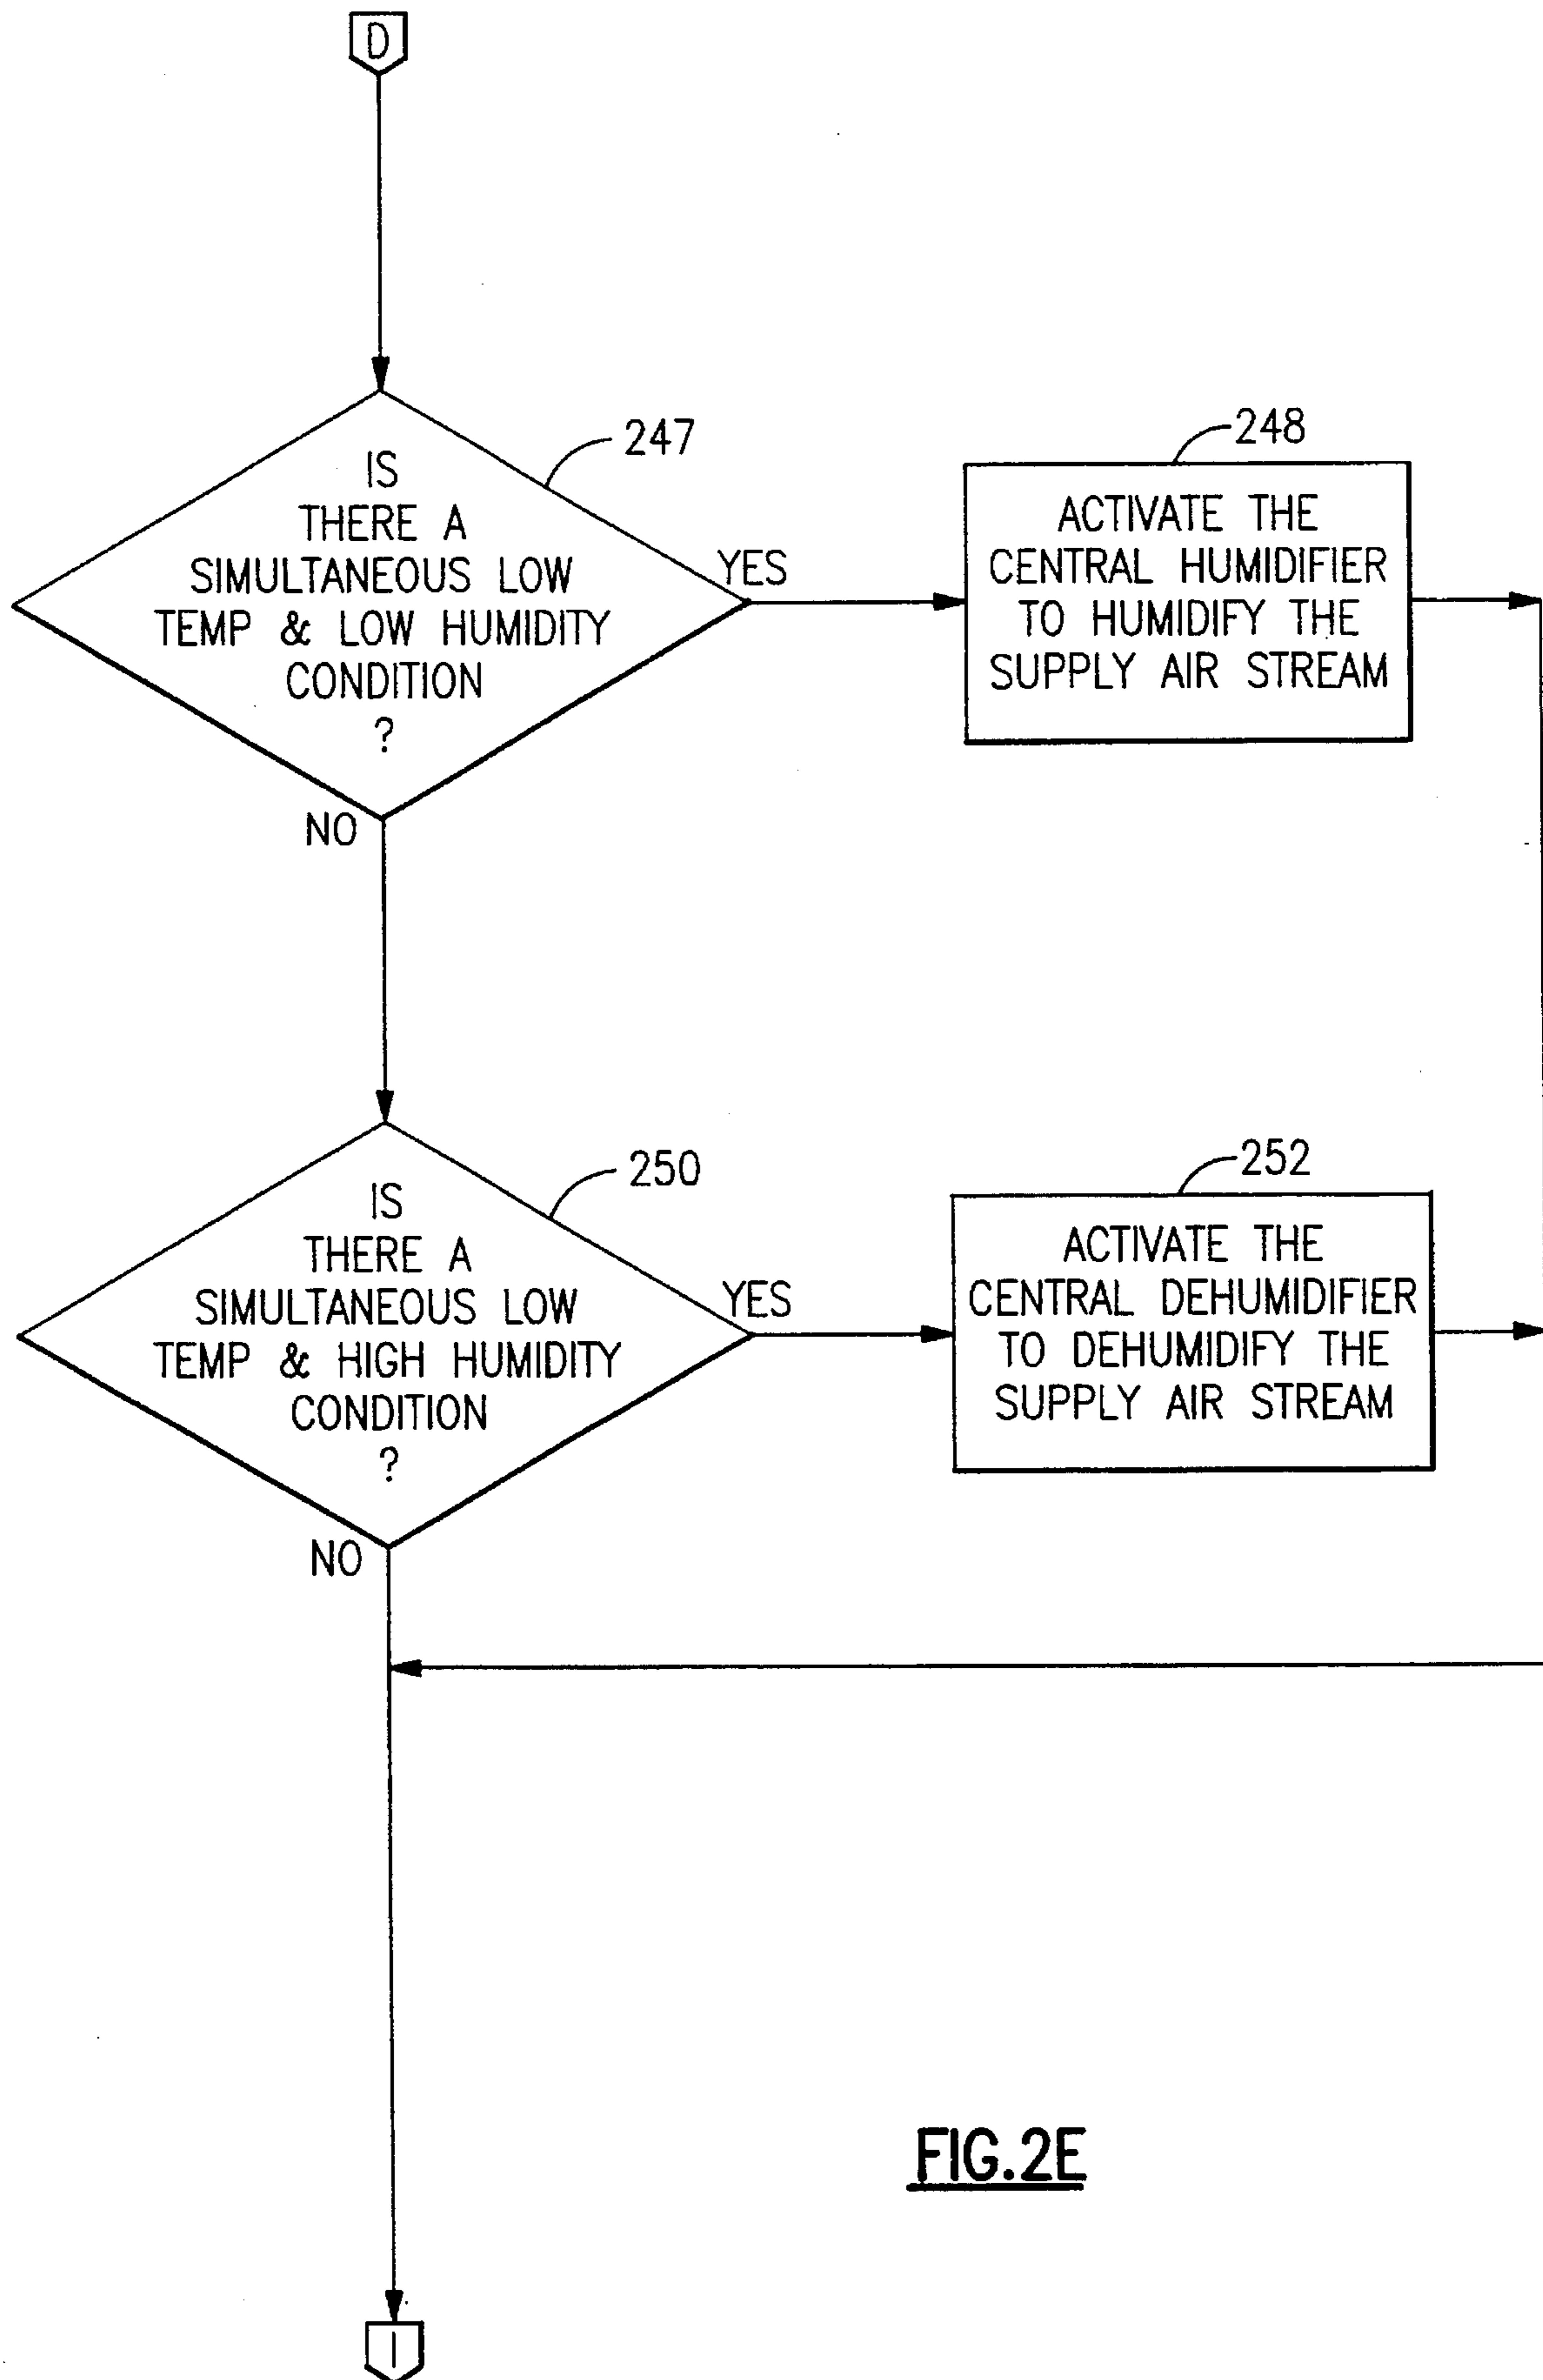 D
247
IS
THERE A
SIMULTANEOUS LOW
TEMP & LOW HUMIDITY
CONDITION
?
YES
NO
248
ACTIVATE THE
CENTRAL HUMIDIFIER
TO HUMIDIFY THE
SUPPLY AIR STREAM
250
IS
THERE A
SIMULTANEOUS LOW
TEMP & HIGH HUMIDITY
CONDITION
?
YES
NO
252
ACTIVATE THE
CENTRAL DEHUMIDIFIER
TO DEHUMIDIFY THE
SUPPLY AIR STREAM
FIG.2E
I